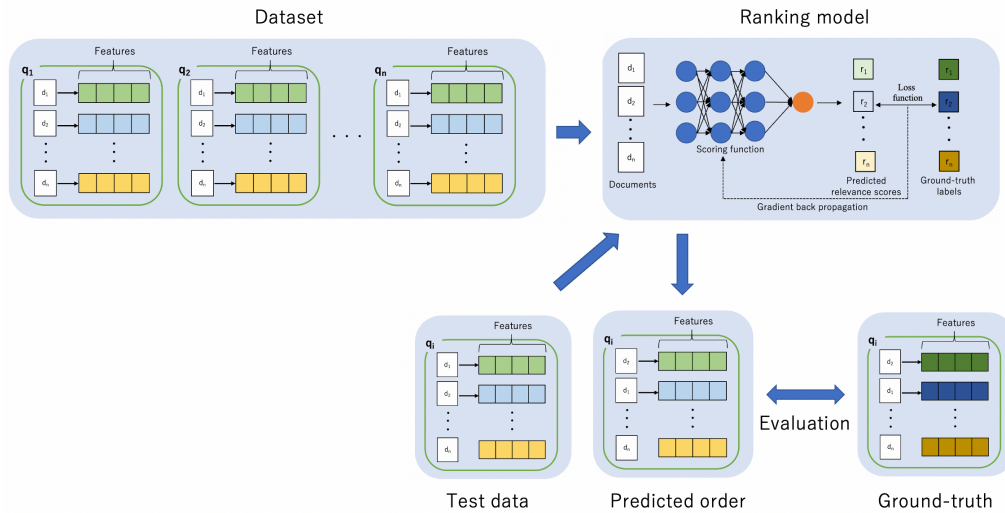 Dataset
Ranking model
q1
Features
d1
d2
dn
q2
Features
d1
d2
dn
. . .
qn
Features
d1
d2
dn
d1
d2
dn
Documents
Scoring function
r1
r2
rn
Predicted
relevance scores
Loss
function
r1
r2
rn
Ground-truth
labels
Gradient back propagation
qi
Features
d1
d2
dn
Test data
qi
Features
d2
d1
dn
Predicted order
Evaluation
qi
Features
d2
d1
dn
Ground-truth